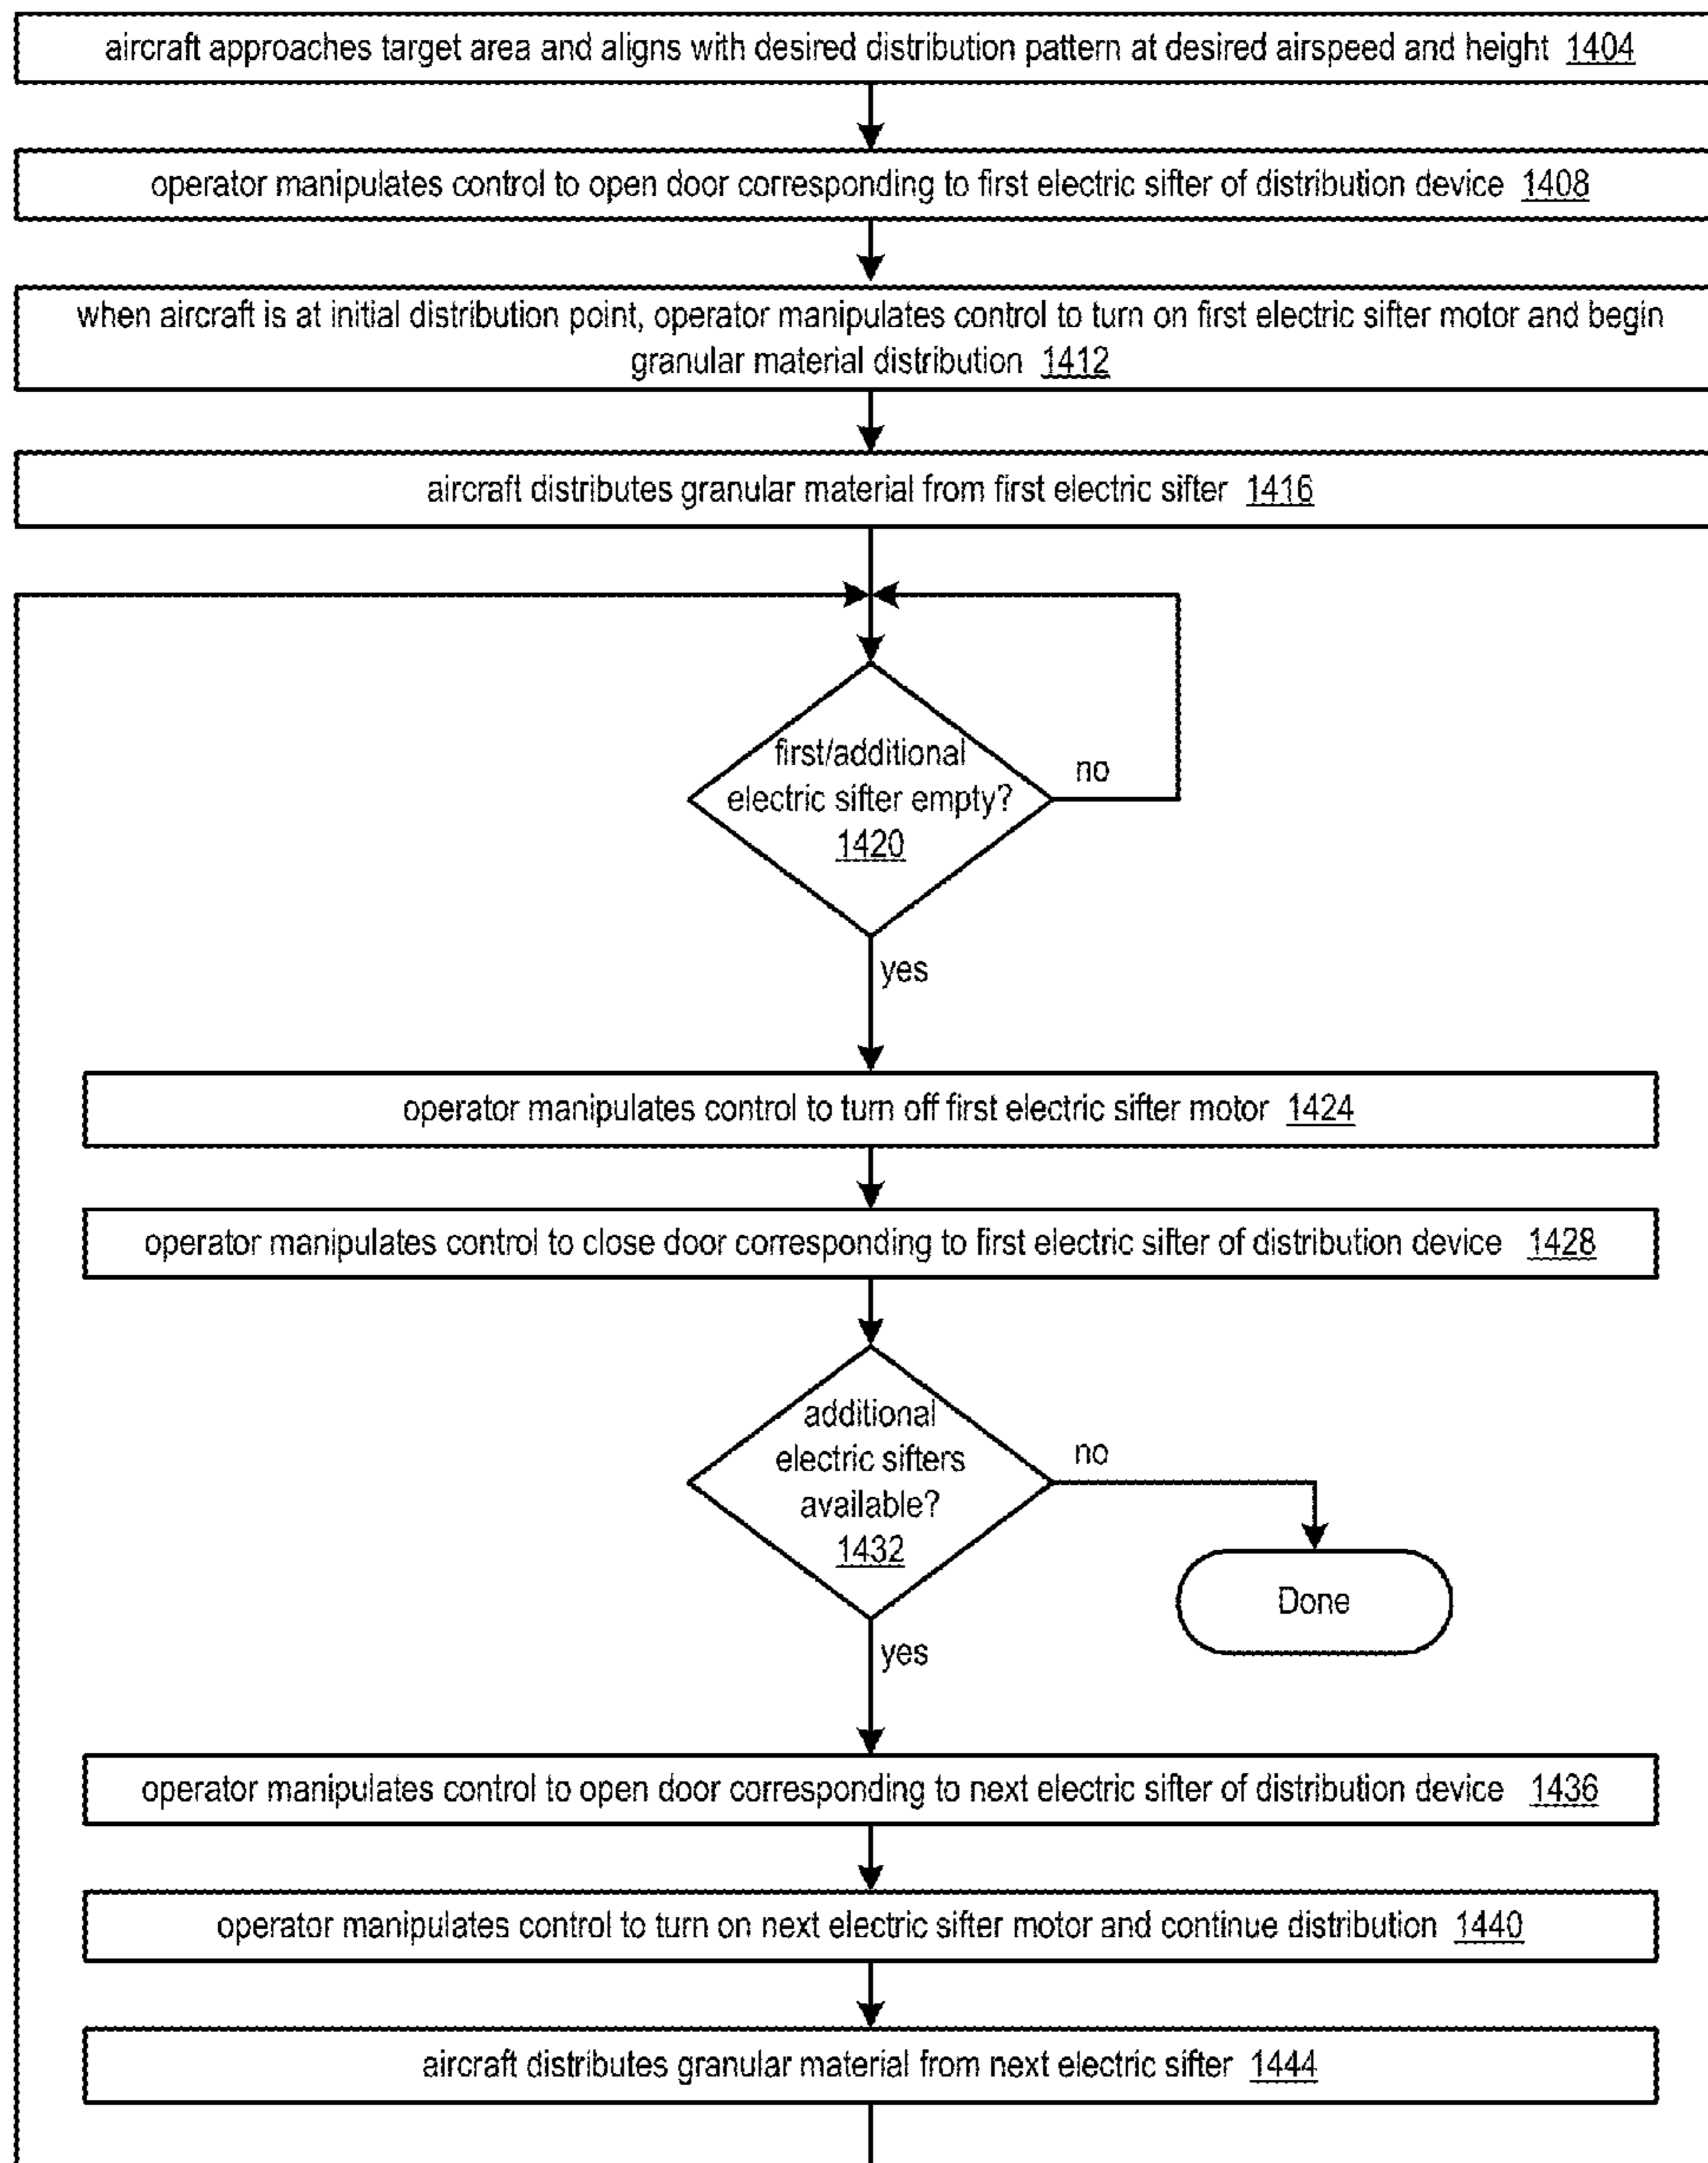 aircraft approaches target area and aligns with desired distribution pattern at desired airspeed and height 1404
operator manipulates control to open door corresponding to first electric sifter of distribution device 1408
when aircraft is at initial distribution point, operator manipulates control to turn on first electric sifter motor and begin
granular material distribution 1412
aircraft distributes granular material from first electric sifter 1416
first/additional
electric sifter empty?
1420
no
yes
operator manipulates control to turn off first electric sifter motor 1424
operator manipulates control to close door corresponding to first electric sifter of distribution device 1428
additional
electric sifters
available?
1432
no
Done
yes
operator manipulates control to open door corresponding to next electric sifter of distribution device 1436
operator manipulates control to turn on next electric sifter motor and continue distribution 1440
aircraft distributes granular material from next electric sifter 1444